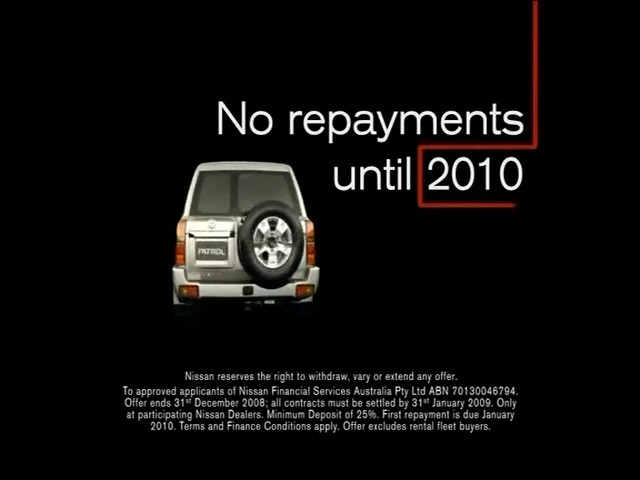 No repayments
until 2010
PATROL
Nissan reserves the right to withdraw, vary or extend any offer.
To approved applicants of Nissan Financial Services Australia Pty Ltd ABN 70130046794.
Offer ends 31st December 2008; all contracts must be settled by 31st January 2009. Only
at participating Nissan Dealers. Minimum Deposit of 25%. First repayment is due January
2010. Terms and Finance Conditions apply. Offer excludes rental fleet buyers.